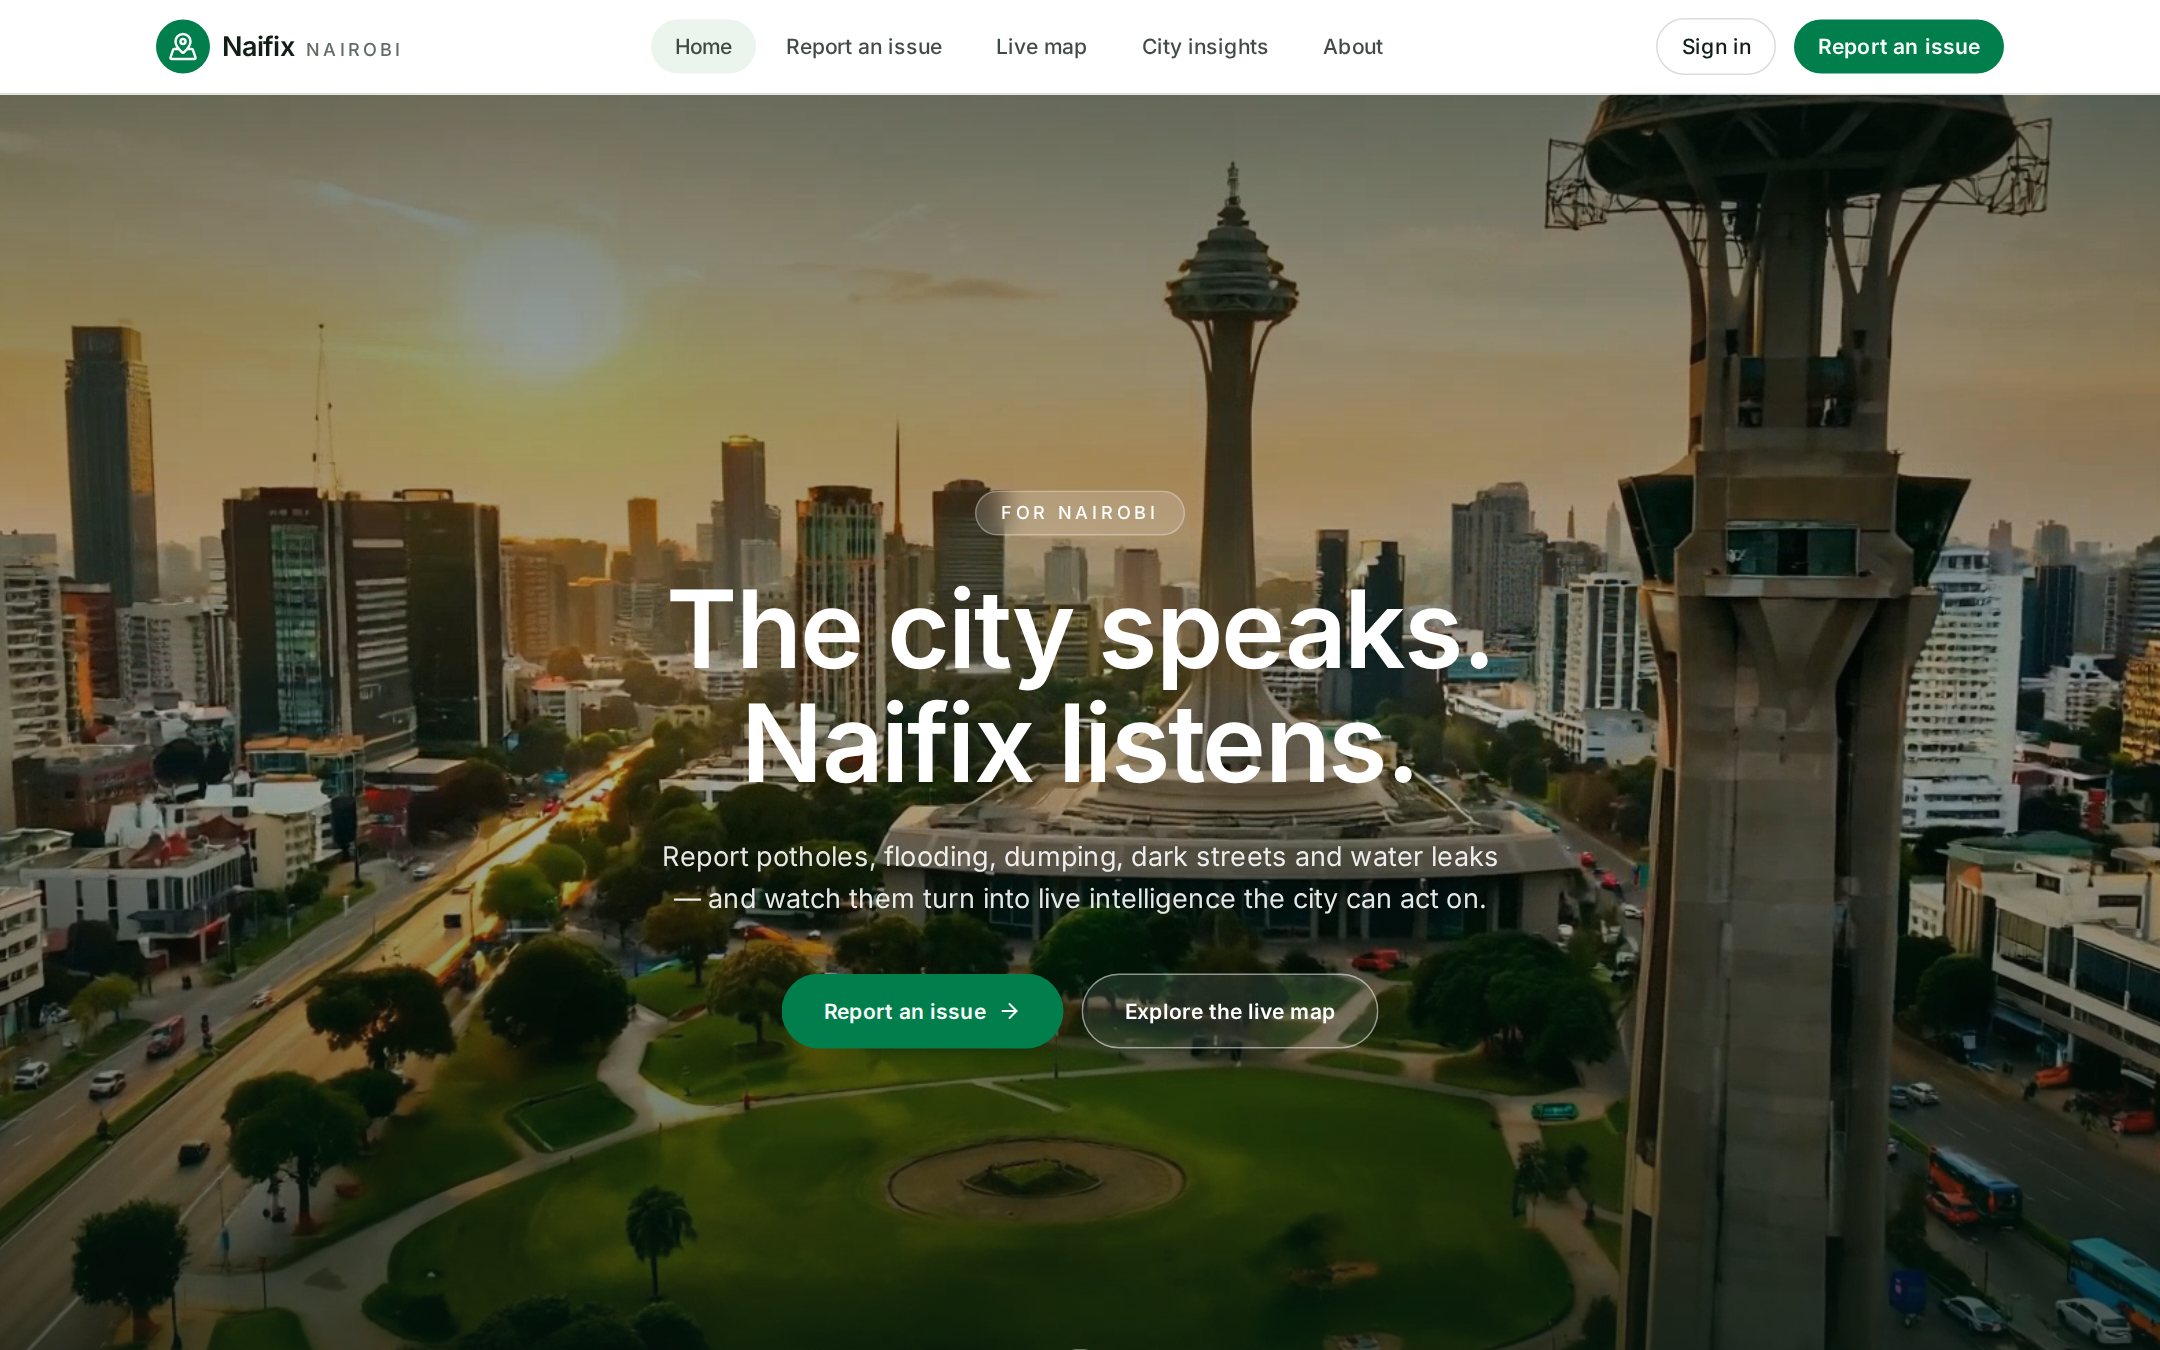 Naifix NAIROBI
Home
Report an issue
Live map
City insights
About
Sign in
Report an issue
FOR NAIROBI
The city speaks.
Naifix listens.
Report potholes, flooding, dumping, dark streets and water leaks
— and watch them turn into live intelligence the city can act on.
Report an issue →
Explore the live map